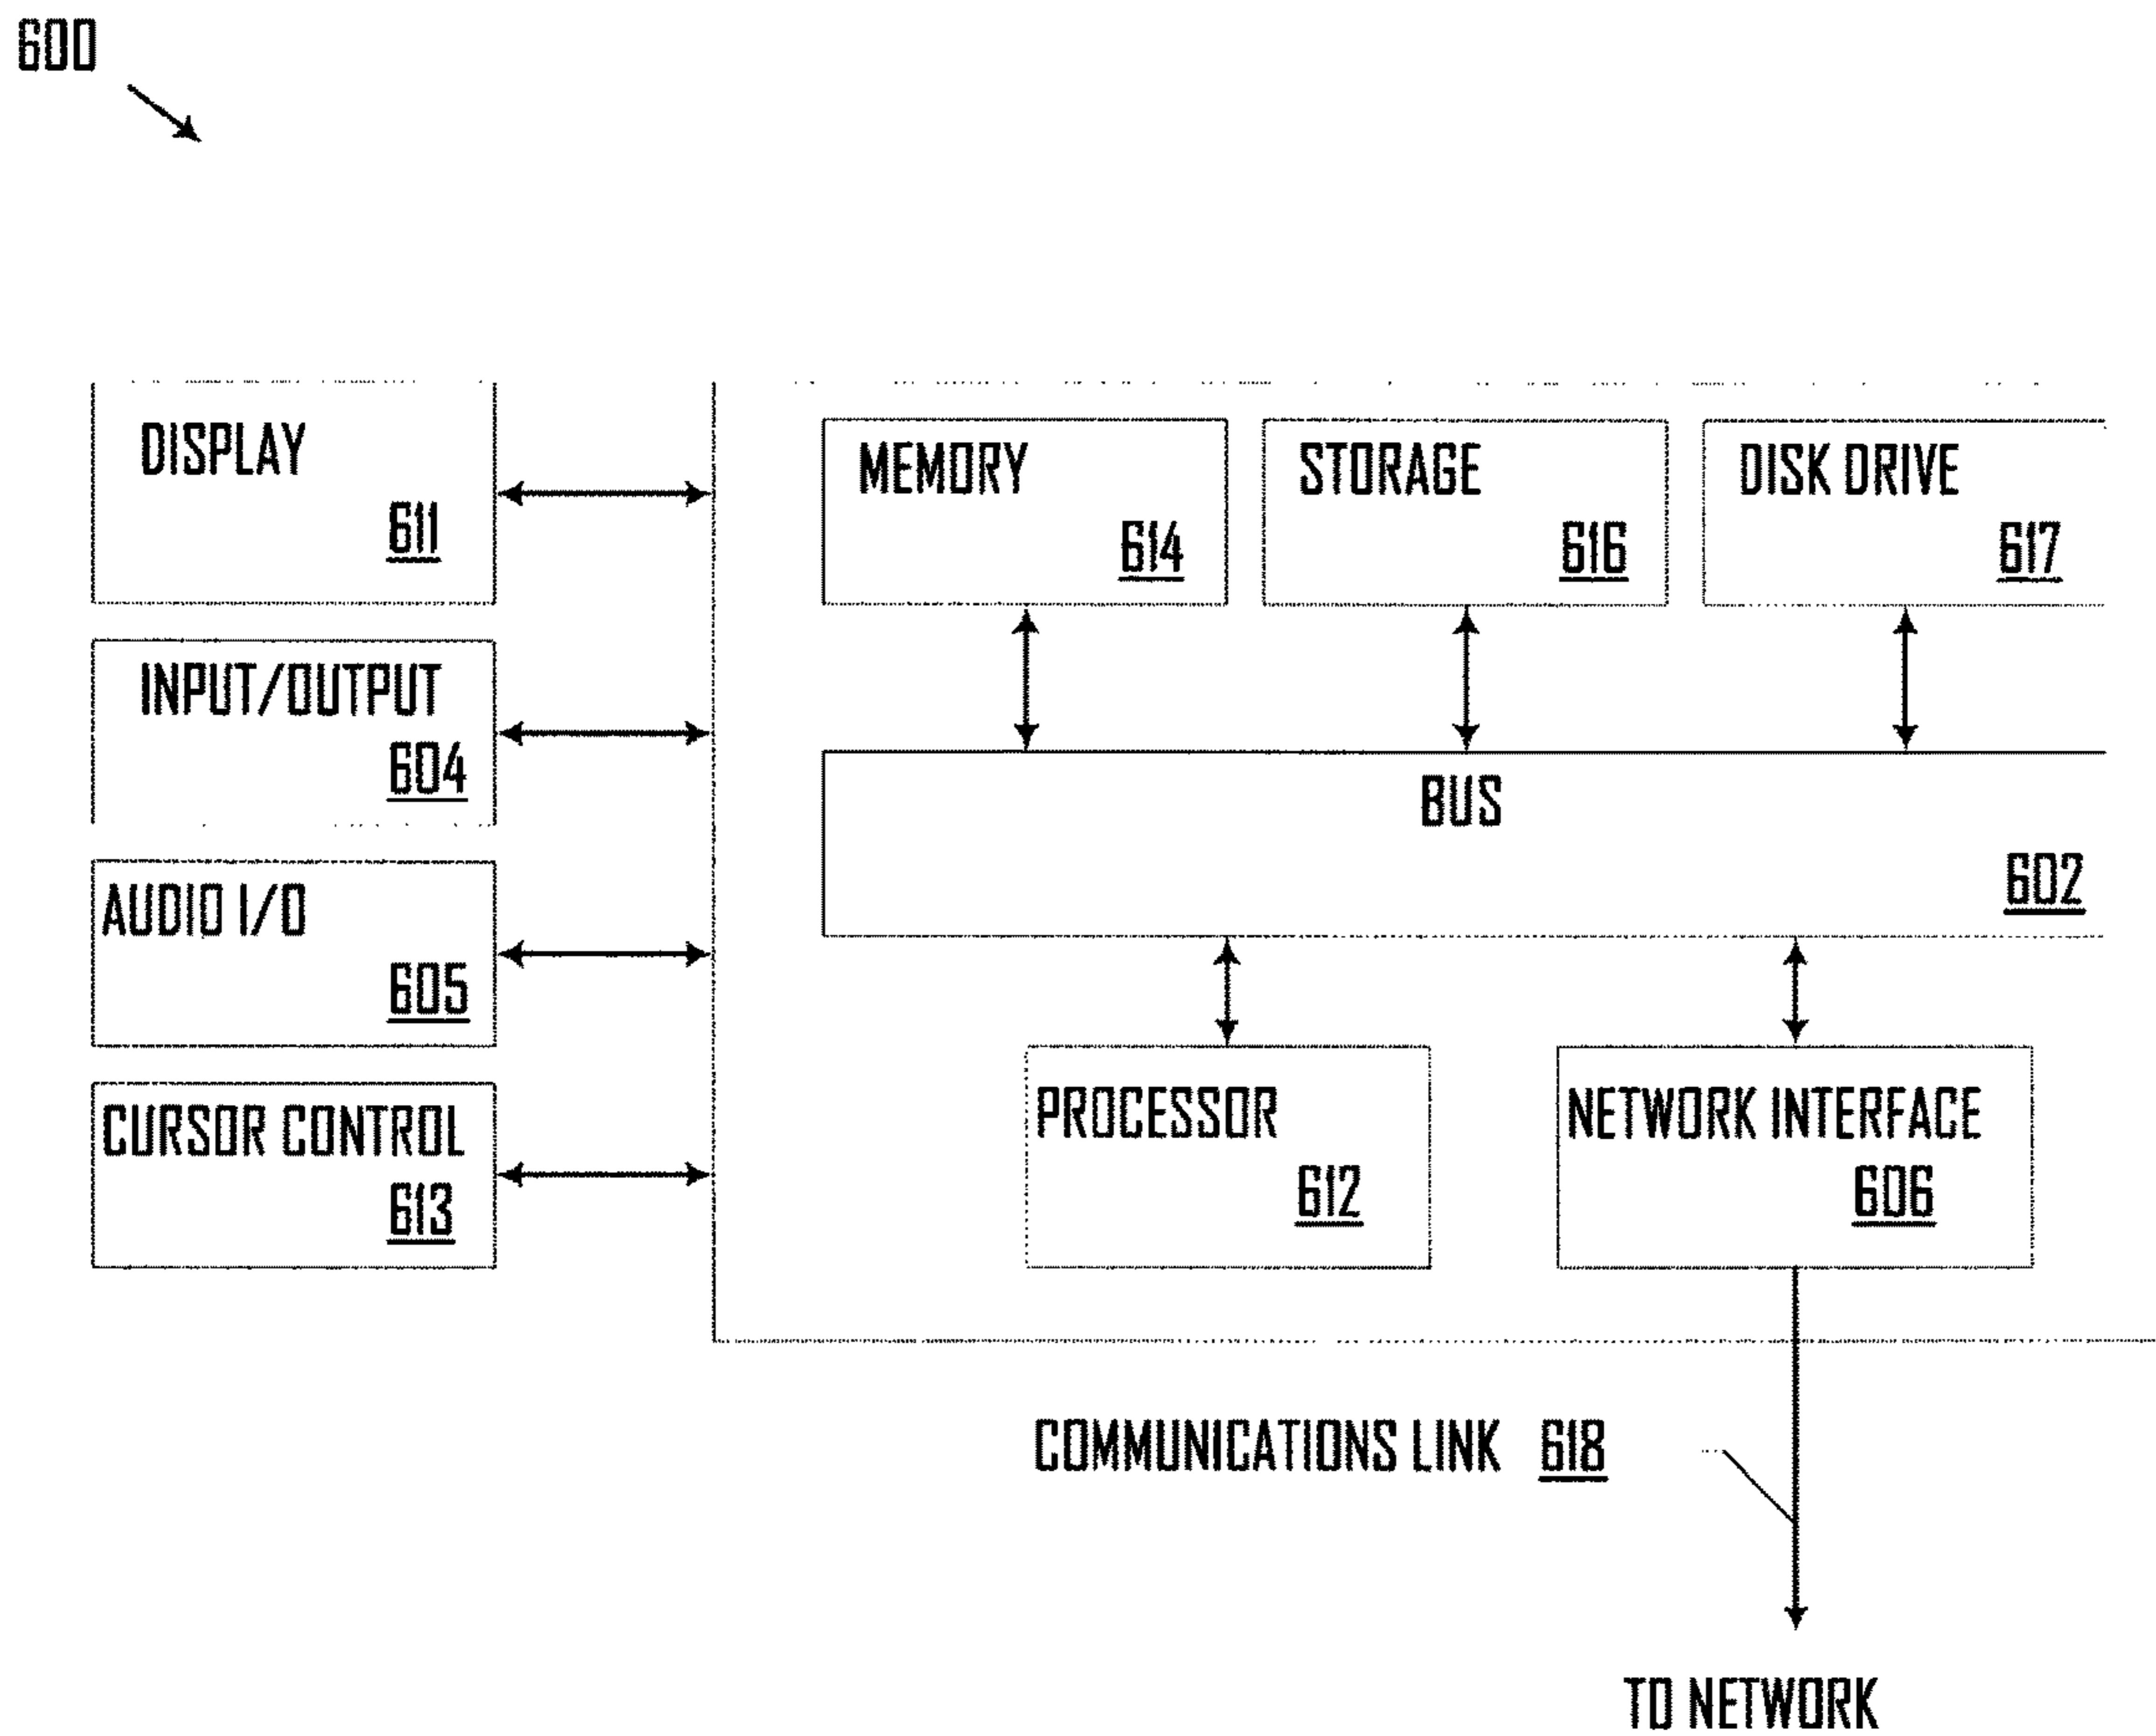 600
DISPLAY
611
INPUT/OUTPUT
604
AUDIO I/O
605
CURSOR CONTROL
613
MEMORY
614
STORAGE
616
DISK DRIVE
617
BUS
602
PROCESSOR
612
NETWORK INTERFACE
606
COMMUNICATIONS LINK 618
TO NETWORK